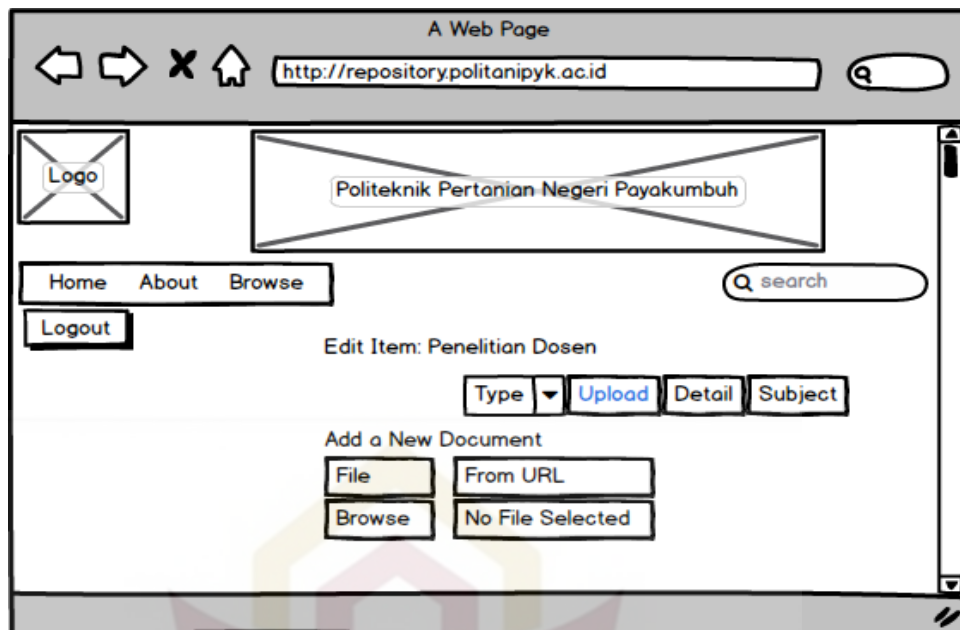 A Web Page
http://repository.politanipyk.ac.id
Logo
Politeknik Pertanian Negeri Payakumbuh
Home About Browse
search
Logout
Edit Item: Penelitian Dosen
Type Upload Detail Subject
Add a New Document
File From URL
Browse No File Selected